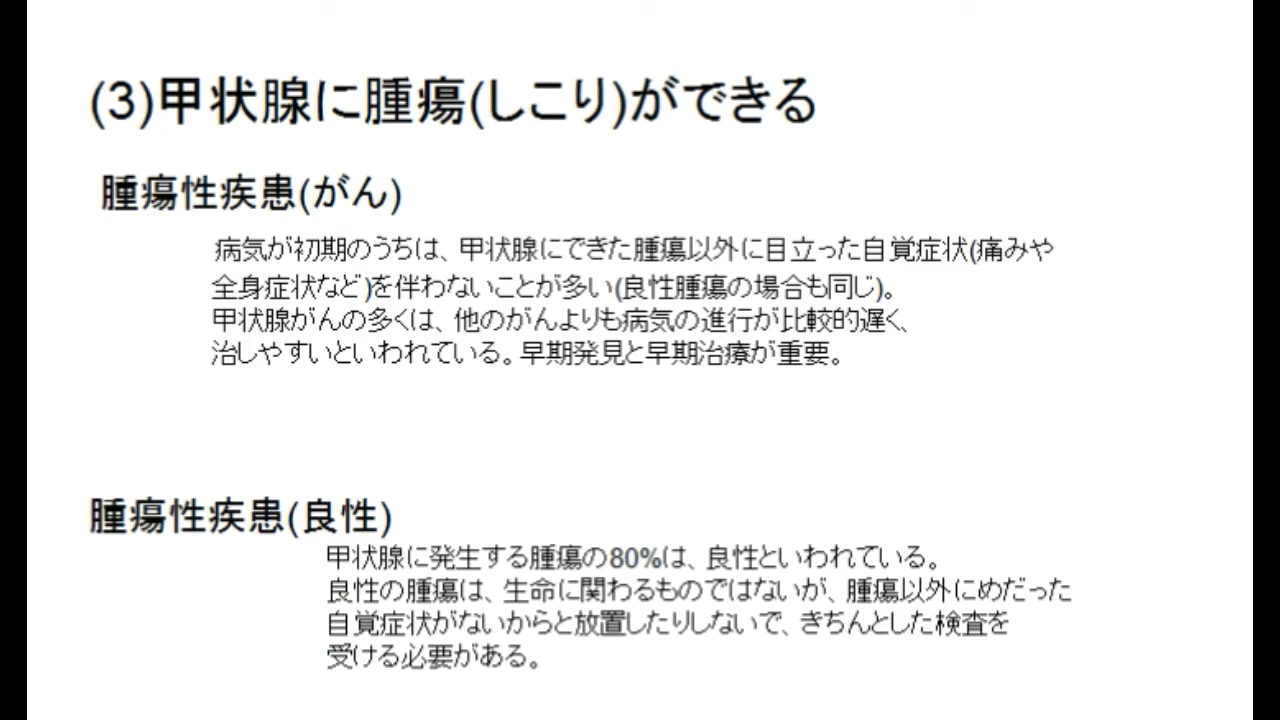 (3)甲状腺に腫瘍(しこり)ができる
腫瘍性疾患(がん)
病気が初期のうちは、甲状腺にできた腫瘍以外に目立った自覚症状(痛みや
全身症状など)を伴わないことが多い(良性腫瘍の場合も同じ)。
甲状腺がんの多くは、他のがんよりも病気の進行が比較的遅く、
治しやすいといわれている。早期発見と早期治療が重要。
腫瘍性疾患(良性)
甲状腺に発生する腫瘍の80%は、良性といわれている。
良性の腫瘍は、生命に関わるものではないが、腫瘍以外にめだった
自覚症状がないからと放置したりしないで、きちんとした検査を
受ける必要がある。